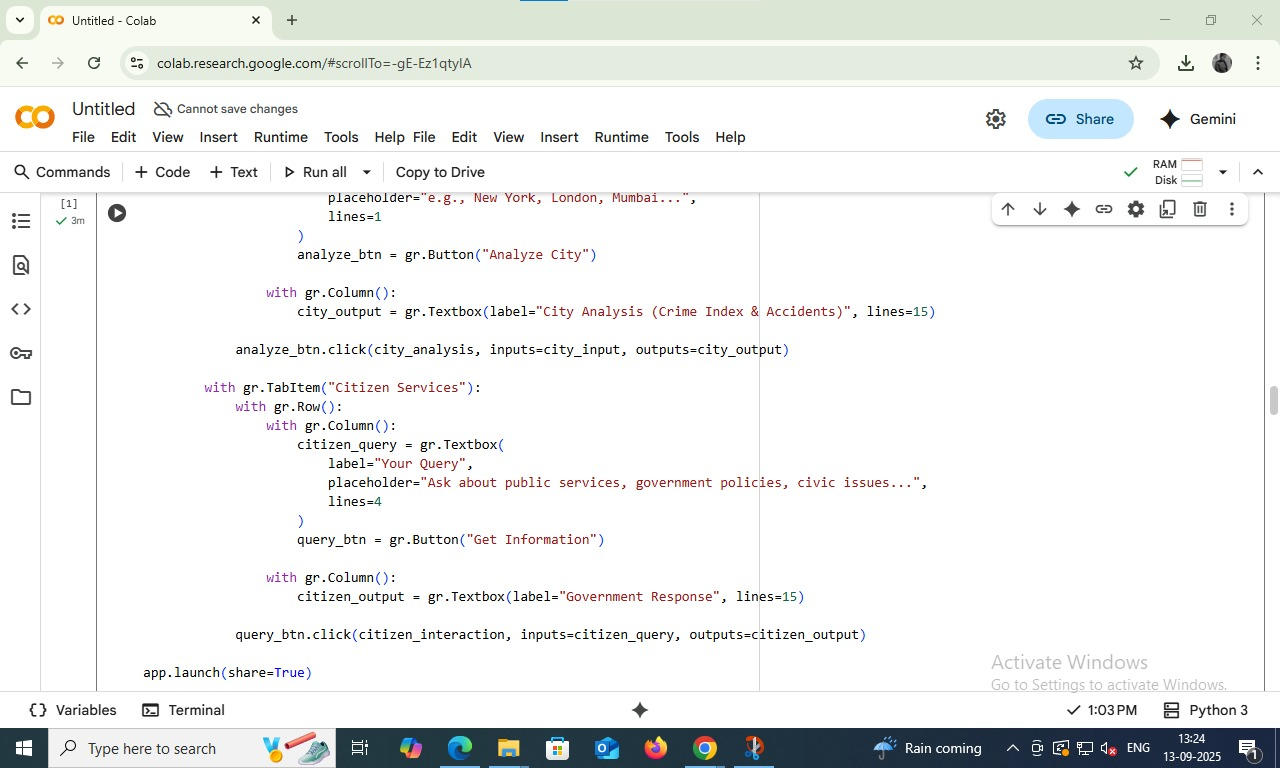 Untitled - Colab
colab.research.google.com/#scrollTo=-gE-Ez1qtylA
Untitled Cannot save changes
File Edit View Insert Runtime Tools Help File Edit View Insert Runtime Tools Help
Share
Gemini
Commands + Code + Text Run all Copy to Drive
RAM
Disk
[1]
3m
placeholder="e.g., New York, London, Mumbai...",
lines=1
)
analyze_btn = gr.Button("Analyze City")
with gr.Column():
city_output = gr.Textbox(label="City Analysis (Crime Index & Accidents)", lines=15)
analyze_btn.click(city_analysis, inputs=city_input, outputs=city_output)
with gr.TabItem("Citizen Services"):
with gr.Row():
with gr.Column():
citizen_query = gr.Textbox(
label="Your Query",
placeholder="Ask about public services, government policies, civic issues...",
lines=4
)
query_btn = gr.Button("Get Information")
with gr.Column():
citizen_output = gr.Textbox(label="Government Response", lines=15)
query_btn.click(citizen_interaction, inputs=citizen_query, outputs=citizen_output)
app.launch(share=True)
Activate Windows
Go to Settings to activate Windows.
Variables Terminal
1:03 PM Python 3
Type here to search
Rain coming
ENG
13:24
13-09-2025
1